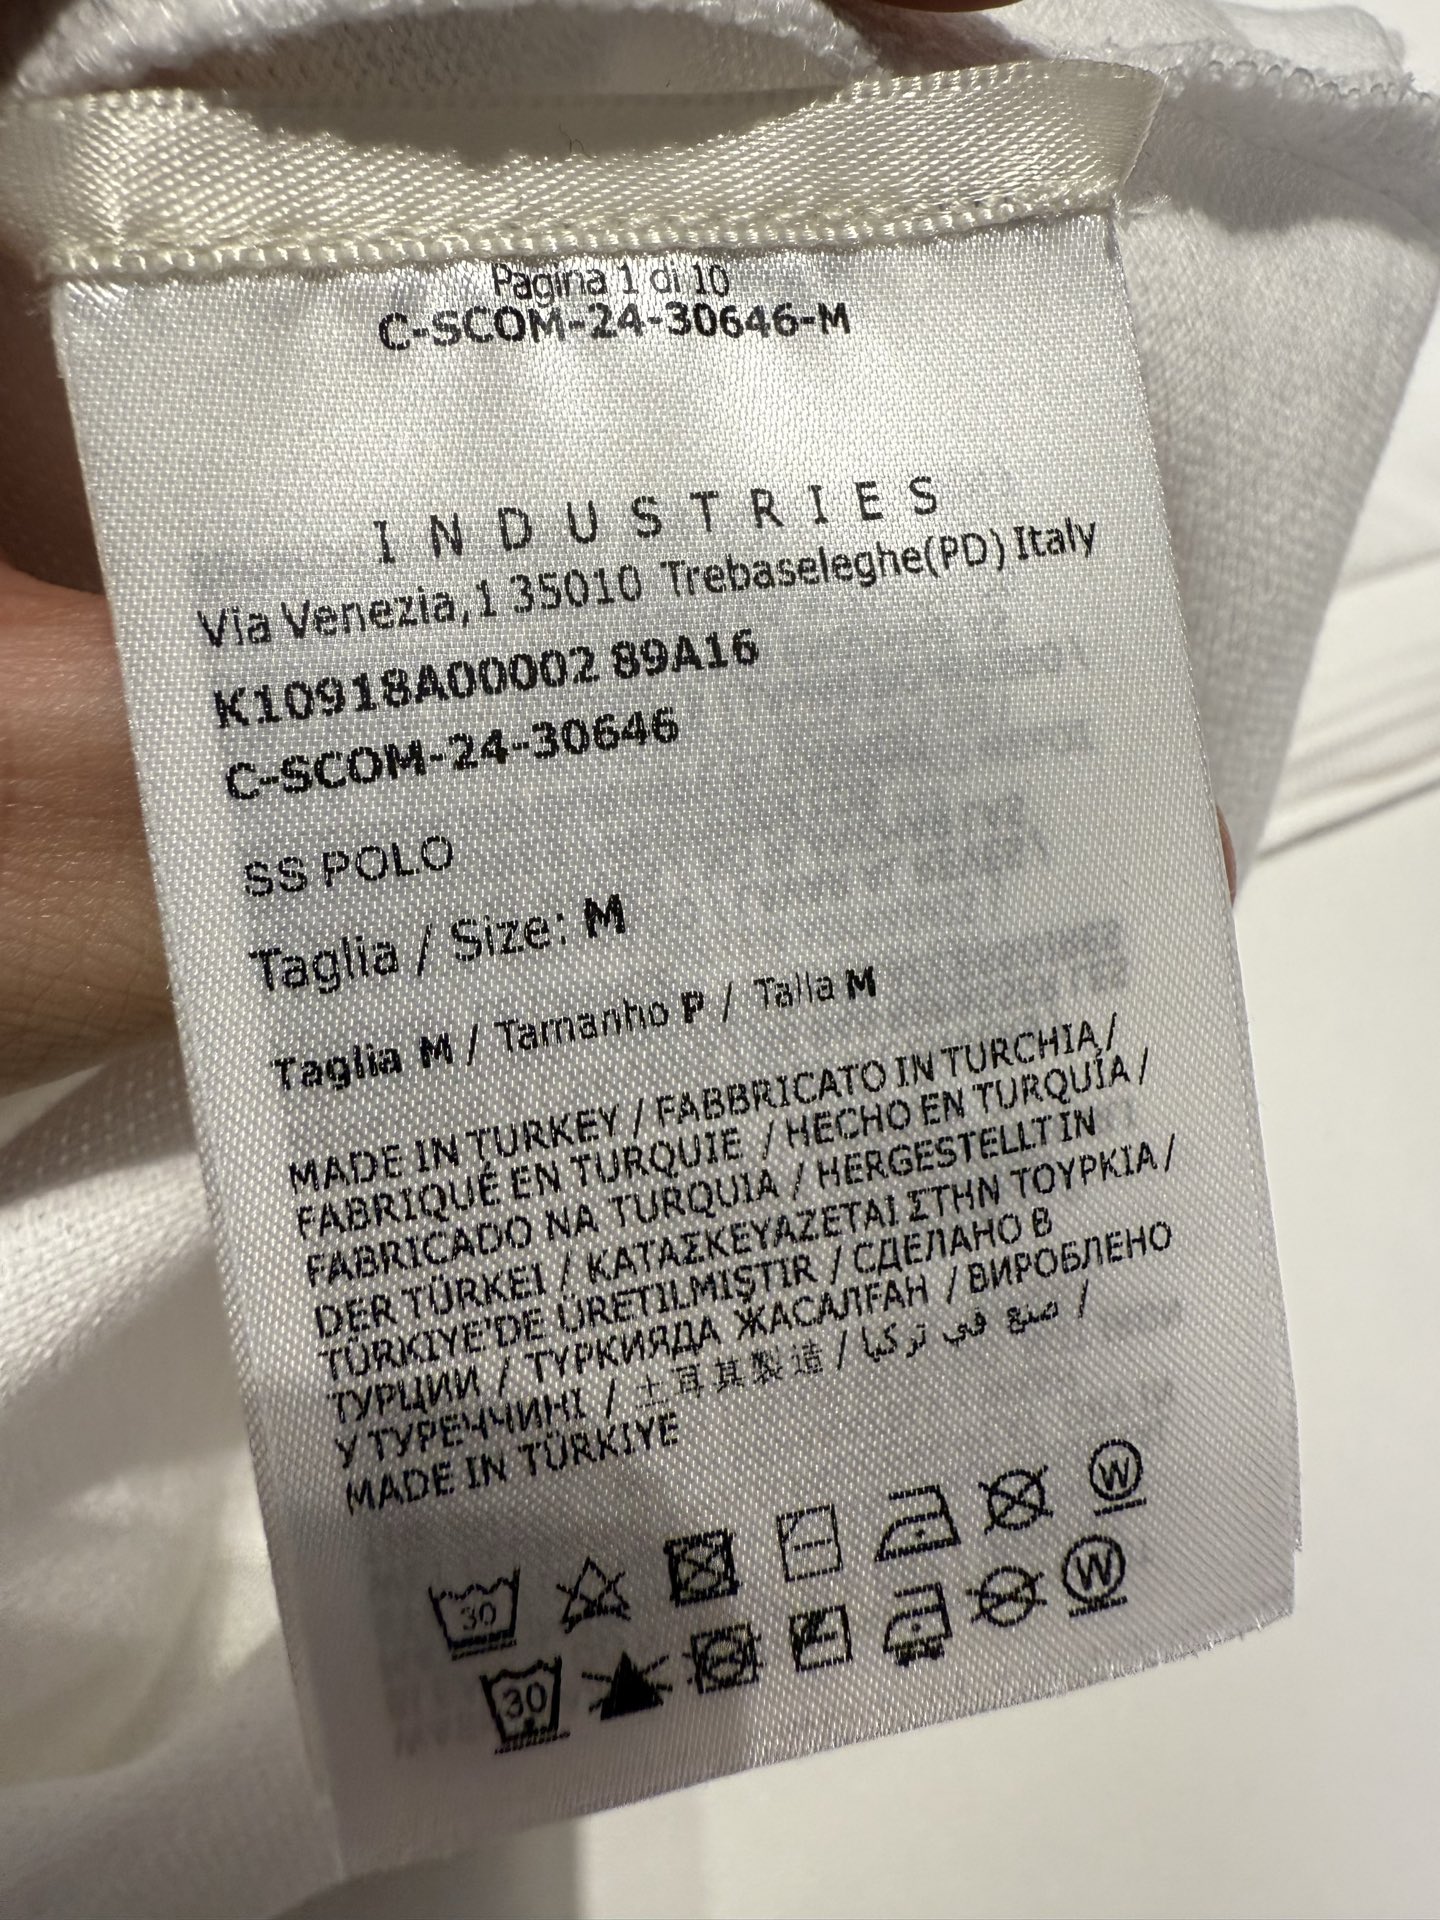 Pagina 1 di 10
C-SCOM-24-30646-M
INDUSTRIES
Via Venezia,1 35010 Trebaseleghe(PD) Italy
K10918A00002 89A16
C-SCOM-24-30646
SS POLO
Taglia / Size: M
Taglia M / Tamanho P / Talla M
MADE IN TURKEY / FABBRICATO IN TURCHIA /
FABRIQUÉ EN TURQUIE / HECHO EN TURQUÍA /
FABRICADO NA TURQUIA / HERGESTELLT IN
DER TÜRKEI / ΚΑΤΑΣΚΕΥΑΖΕΤΑΙ ΣΤΗΝ ΤΟΥΡΚΙΑ /
TÜRKIYE'DE ÜRETILMIŞTIR / СДЕЛАНО В
ТУРЦИИ / ТУРКИЯДА ЖАСАЛҒАН / ВИРОБЛЕНО
У ТУРЕЧЧИНІ / 土耳其製造 / صنع في تركيا /
MADE IN TÜRKIYE
30 W
30 W